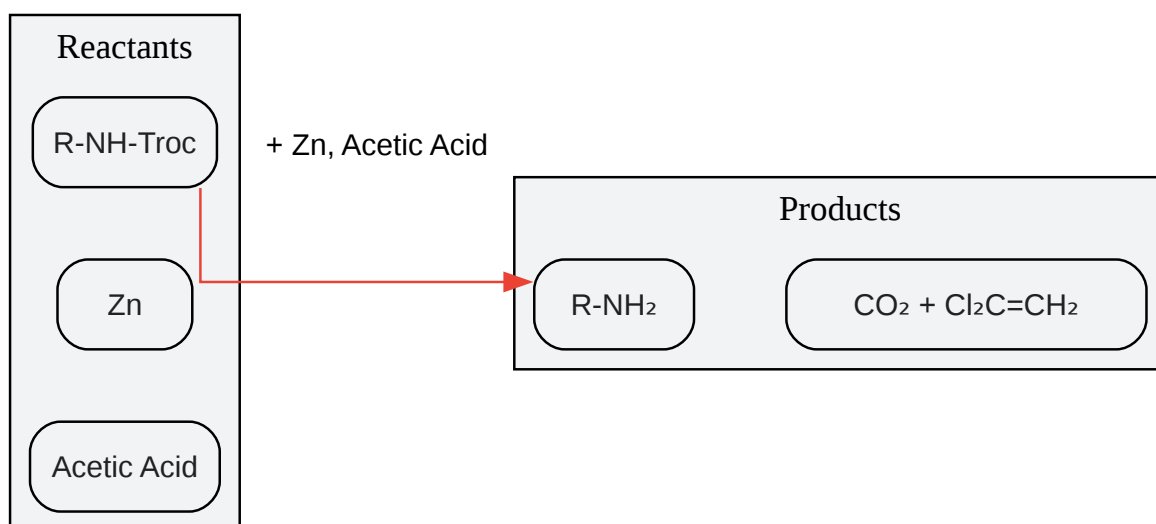 Reactants
R-NH-Troc
+ Zn, Acetic Acid
Products
Zn
R-NH₂
CO₂ + Cl₂C=CH₂
Acetic Acid